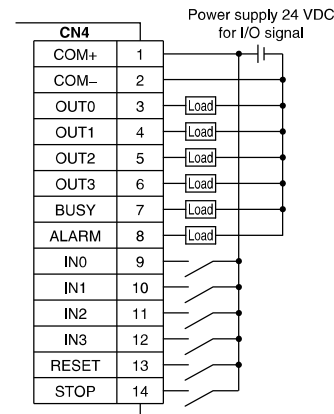 Power supply 24 VDC
for I/O signal
CN4
COM+ 1
COM– 2
OUT0 3 Load
OUT1 4 Load
OUT2 5 Load
OUT3 6 Load
BUSY 7 Load
ALARM 8 Load
IN0 9
IN1 10
IN2 11
IN3 12
RESET 13
STOP 14